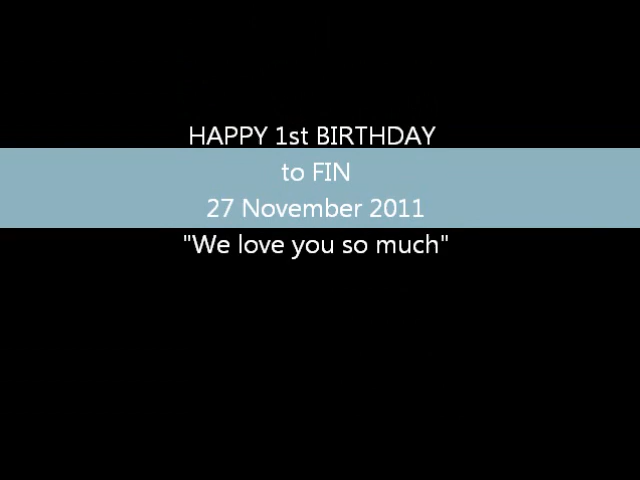 HAPPY 1st BIRTHDAY
to FIN
27 November 2011
"We love you so much"